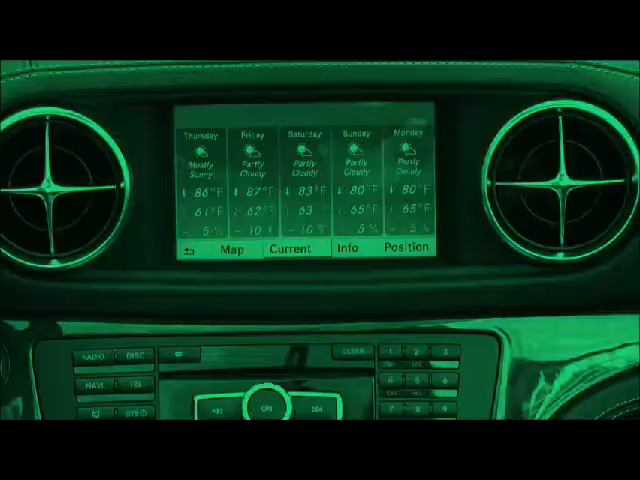 Thursday Friday Saturday Sunday Monday
Mostly Sunny Partly Cloudy Partly Cloudy Partly Cloudy Partly Cloudy
86°F 87°F 83°F 80°F 80°F
61°F 62°F 63 65°F 65°F
5 % 10 % 10 % 5 % 5 %
Map Current Info Position
RADIO DISC CLEAR 1 2 3
NAVI TEL 4 5 6
SYS ON 7 8 9